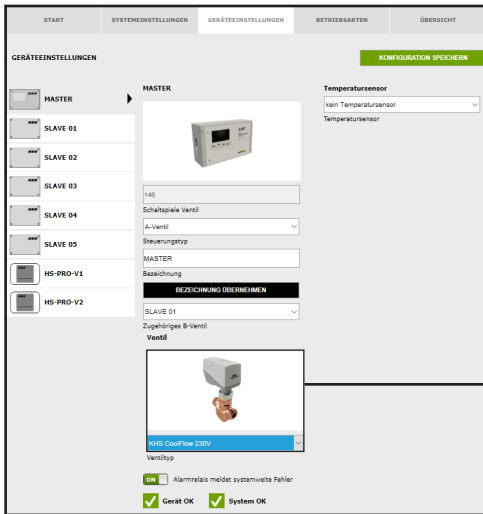 START SYSTEMEINSTELLUNGEN GERÄTEEINSTELLUNGEN BETRIEBSARTEN ÜBERSICHT
GERÄTEEINSTELLUNGEN
KONFIGURATION SPEICHERN
MASTER
SLAVE 01
SLAVE 02
SLAVE 03
SLAVE 04
SLAVE 05
HS-PRO-V1
HS-PRO-V2
MASTER
146
Schaltspiele Ventil
A-Ventil
Steuerungstyp
MASTER
Bezeichnung
BEZEICHNUNG ÜBERNEHMEN
SLAVE 01
Zugehöriges B-Ventil
Ventil
KHS CoolFlow 230V
Ventiltyp
ON Alarmrelais meldet systemweite Fehler
Gerät OK System OK
Temperatursensor
kein Temperatursensor
Temperatursensor